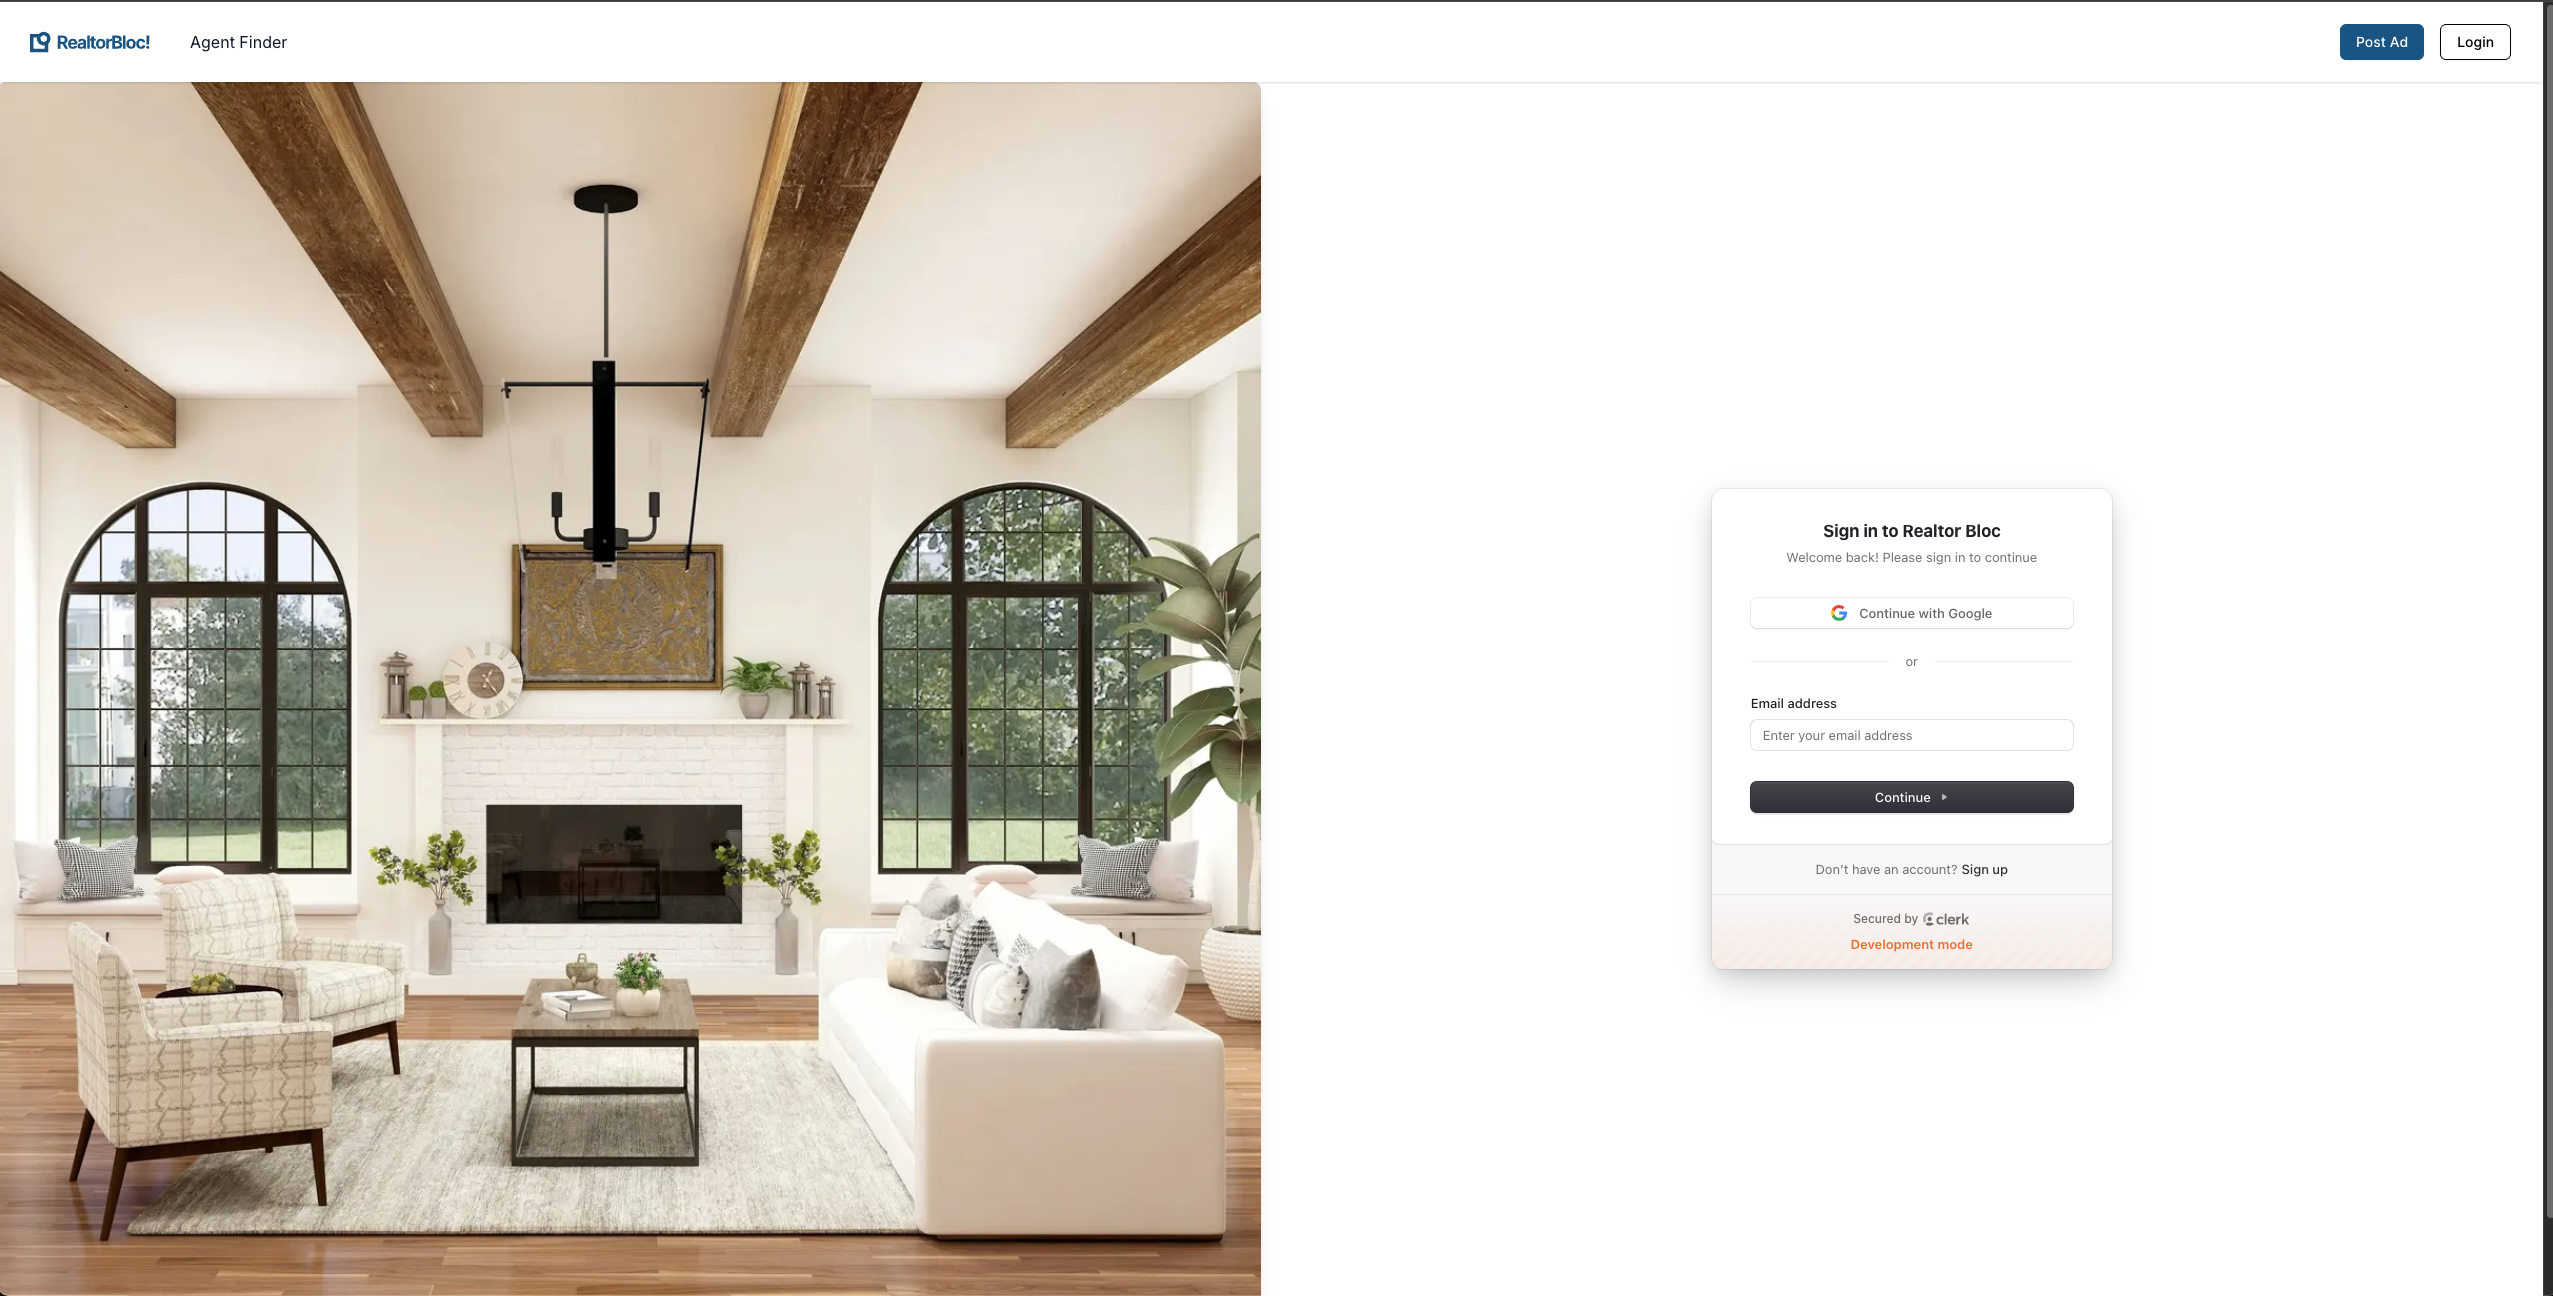 RealtorBloc!
Agent Finder
Post Ad
Login
Sign in to Realtor Bloc
Welcome back! Please sign in to continue
Continue with Google
or
Email address
Enter your email address
Continue
Don't have an account? Sign up
Secured by clerk
Development mode